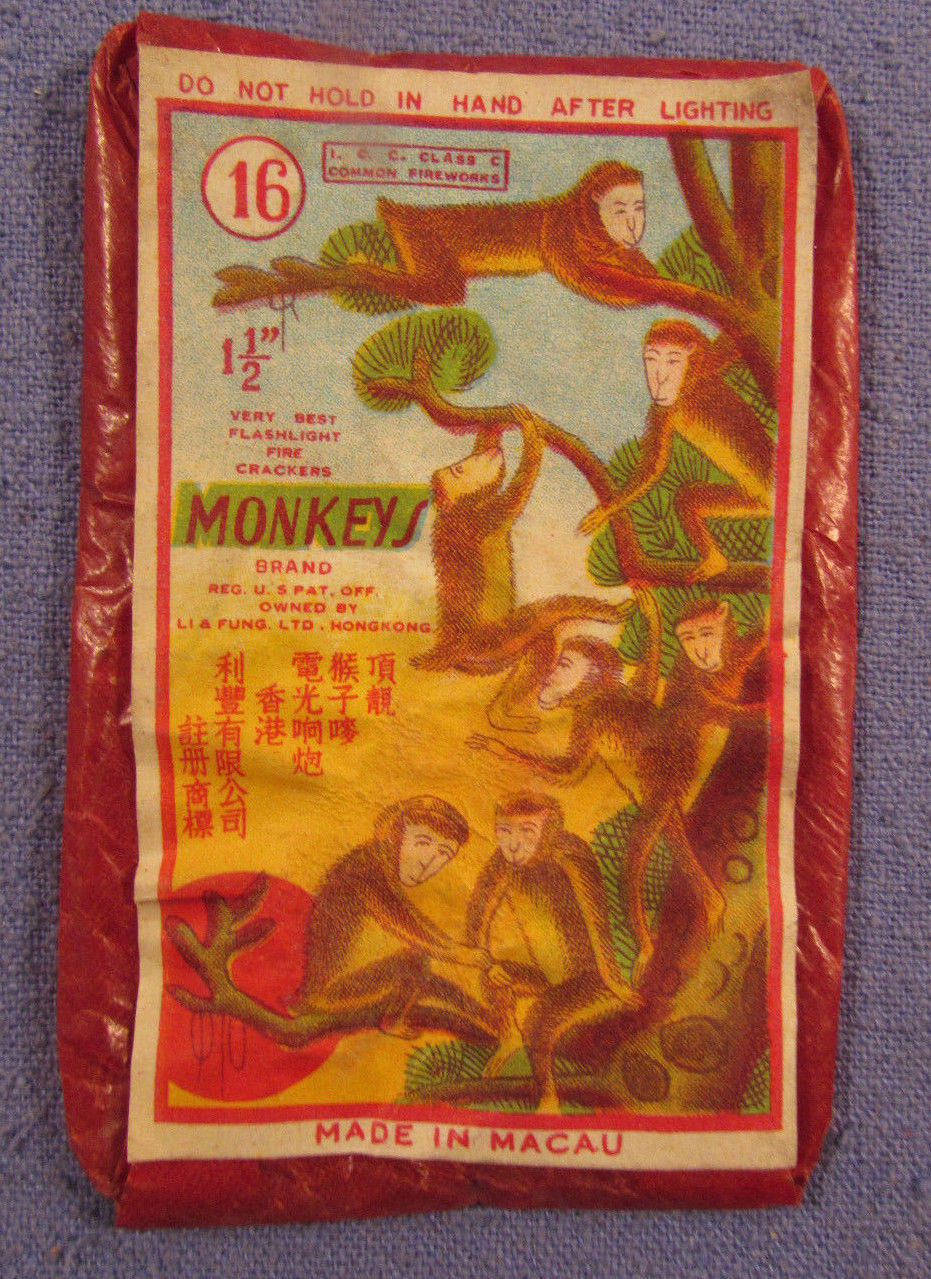 DO NOT HOLD IN HAND AFTER LIGHTING
16
I. C. C. CLASS C
COMMON FIREWORKS
1 1/2"
VERY BEST
FLASHLIGHT
FIRE
CRACKERS
MONKEYS
BRAND
REG. U. S PAT. OFF.
OWNED BY
LI & FUNG. LTD. HONGKONG.
頂靚
猴子嘜
電光响炮
香港
利豐有限公司
註册商標
MADE IN MACAU